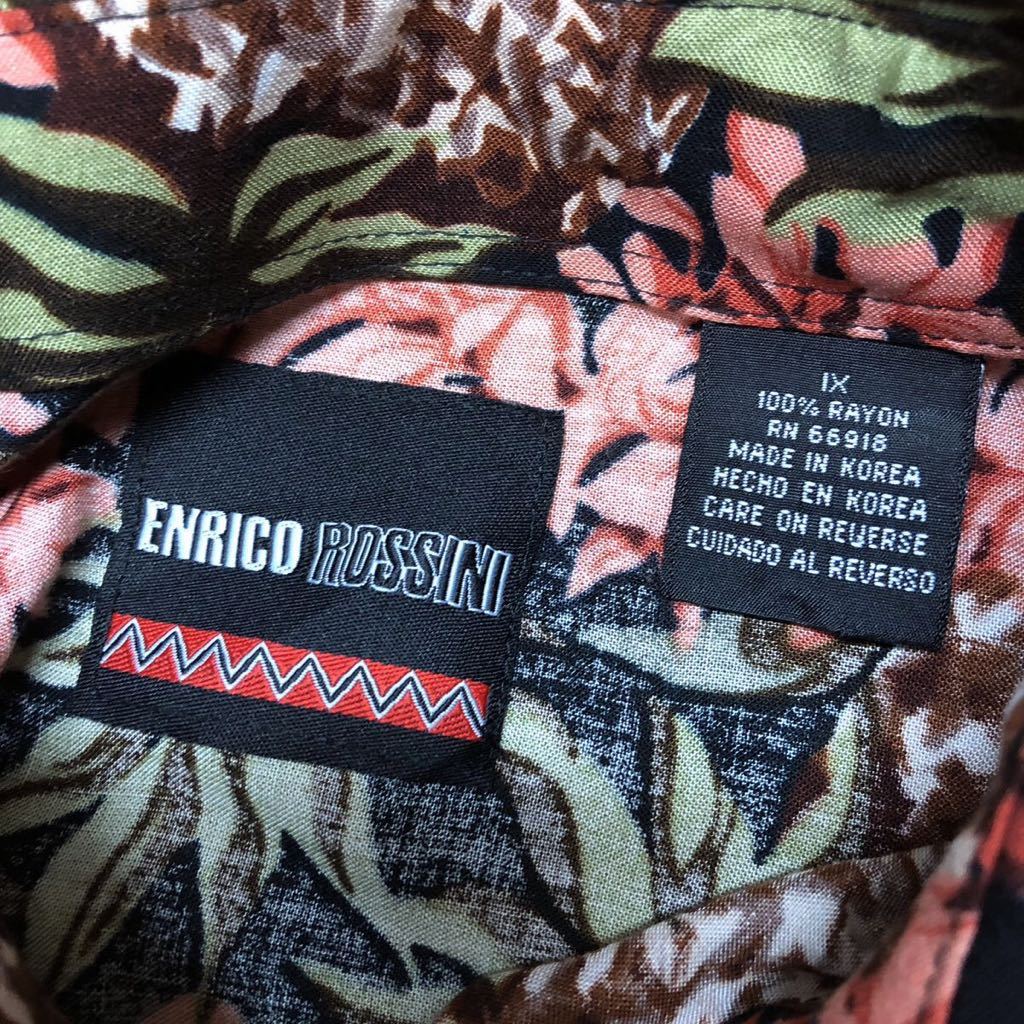 ENRICO ROSSINI
1X
100% RAYON
RN 66918
MADE IN KOREA
HECHO EN KOREA
CARE ON REVERSE
CUIDADO AL REVERSO